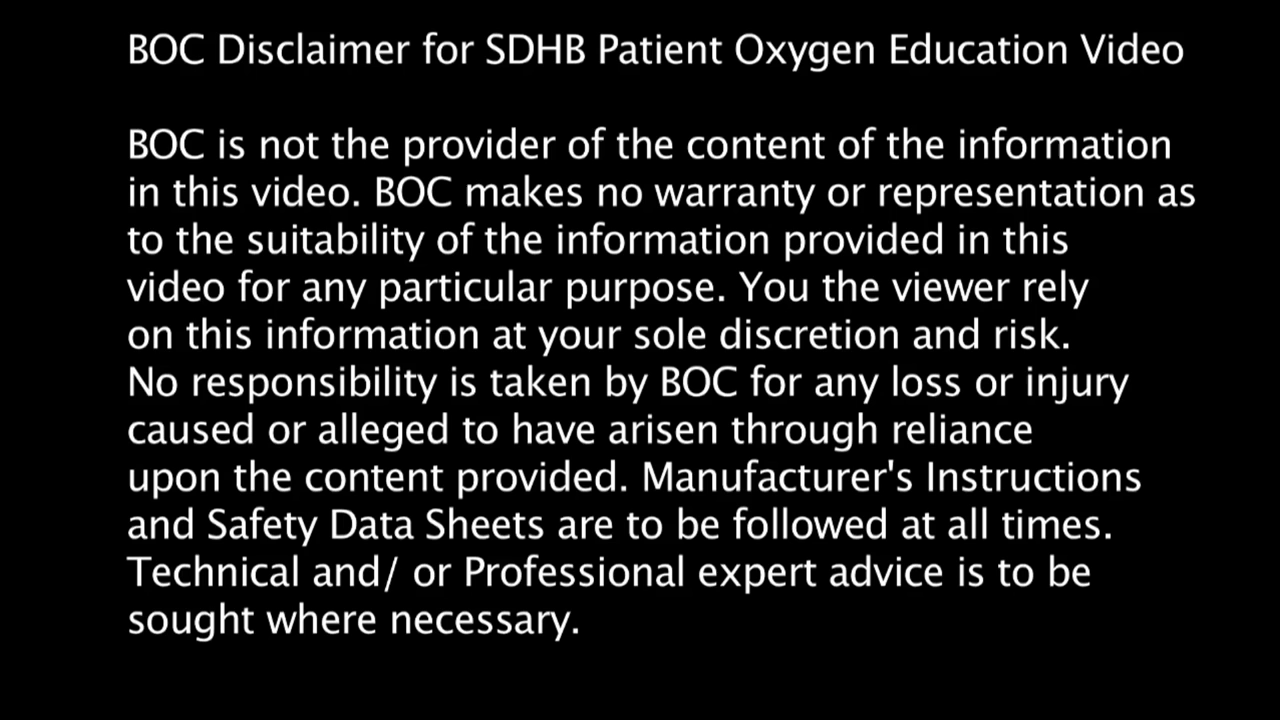 BOC Disclaimer for SDHB Patient Oxygen Education Video
BOC is not the provider of the content of the information
in this video. BOC makes no warranty or representation as
to the suitability of the information provided in this
video for any particular purpose. You the viewer rely
on this information at your sole discretion and risk.
No responsibility is taken by BOC for any loss or injury
caused or alleged to have arisen through reliance
upon the content provided. Manufacturer's Instructions
and Safety Data Sheets are to be followed at all times.
Technical and/ or Professional expert advice is to be
sought where necessary.